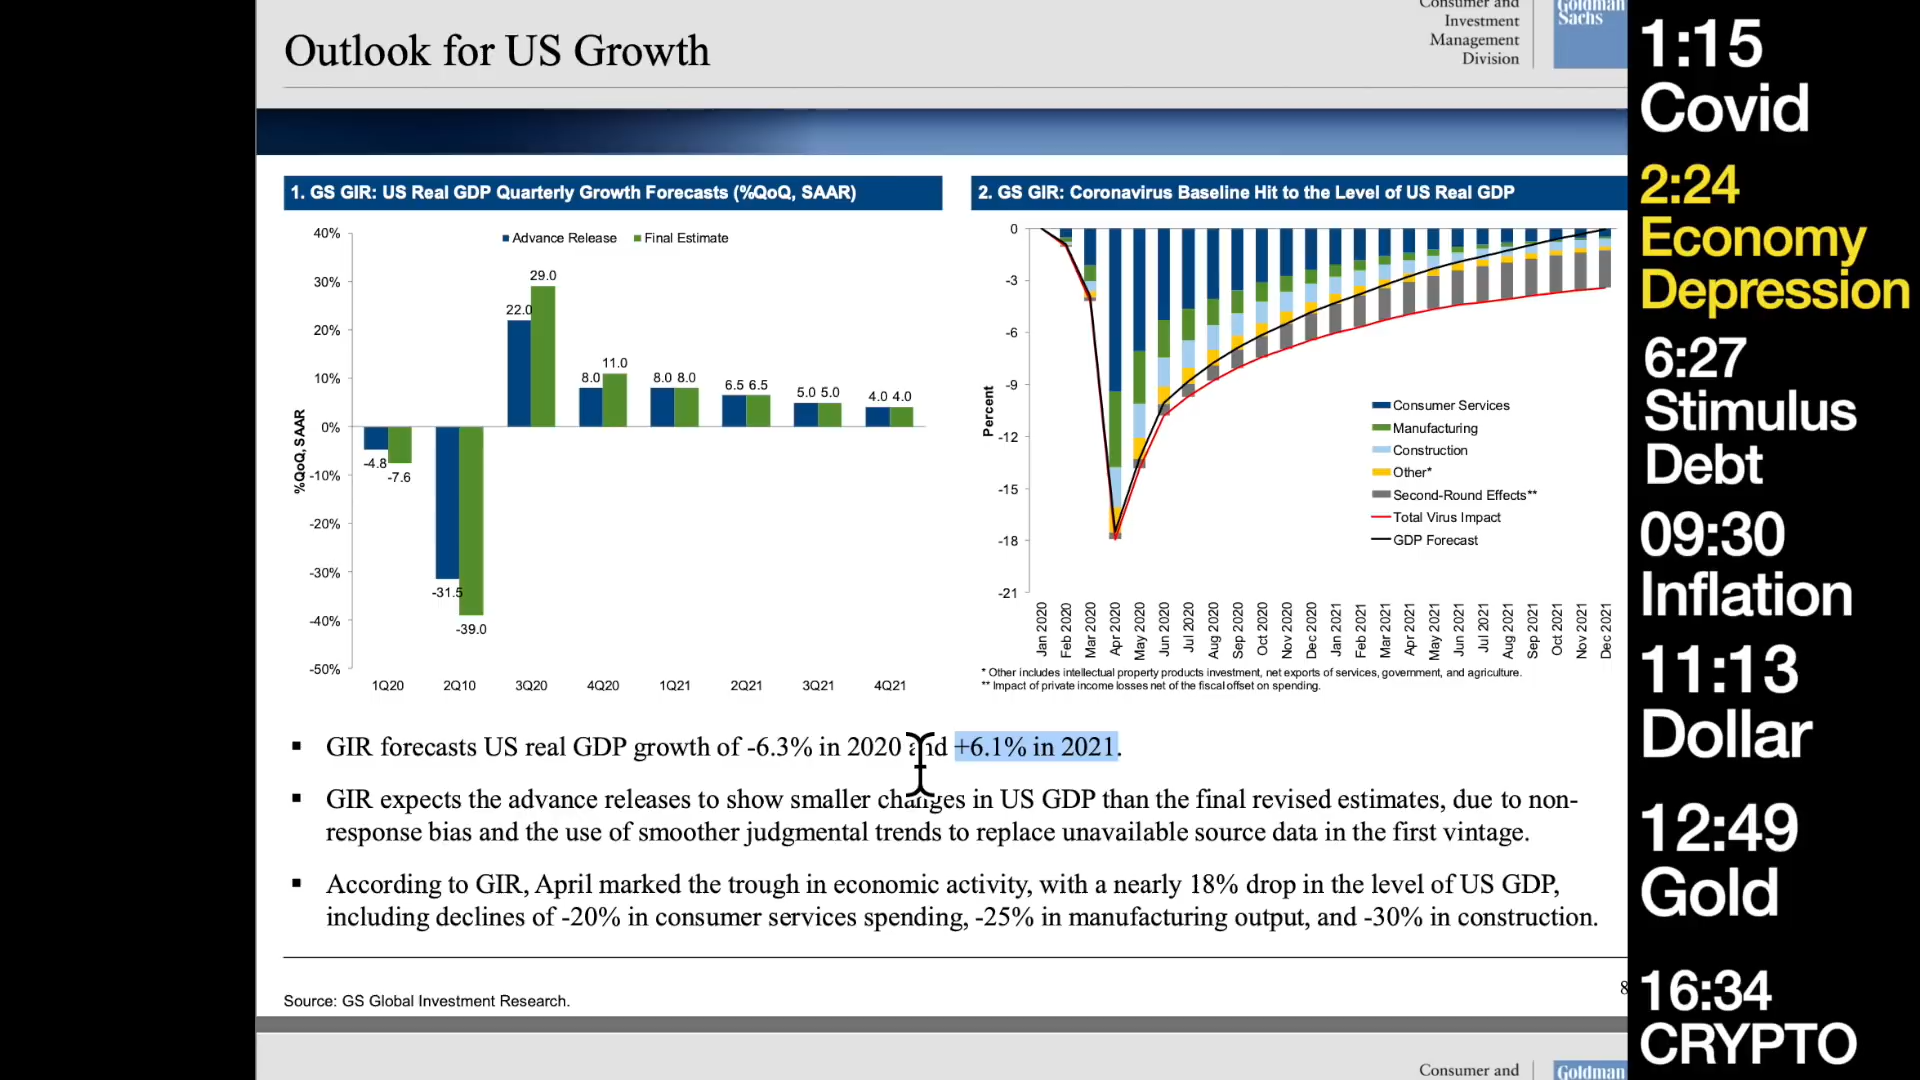 Outlook for US Growth
Consumer and
Investment
Management
Division
Goldman
Sachs
1. GS GIR: US Real GDP Quarterly Growth Forecasts (%QoQ, SAAR)
Advance Release
Final Estimate
%QoQ, SAAR
40%
30%
20%
10%
0%
-10%
-20%
-30%
-40%
-50%
-4.8
-7.6
-31.5
-39.0
22.0
29.0
8.0
11.0
8.0 8.0
6.5 6.5
5.0 5.0
4.0 4.0
1Q20
2Q10
3Q20
4Q20
1Q21
2Q21
3Q21
4Q21
2. GS GIR: Coronavirus Baseline Hit to the Level of US Real GDP
Percent
0
-3
-6
-9
-12
-15
-18
-21
Consumer Services
Manufacturing
Construction
Other*
Second-Round Effects**
Total Virus Impact
GDP Forecast
Jan 2020
Feb 2020
Mar 2020
Apr 2020
May 2020
Jun 2020
Jul 2020
Aug 2020
Sep 2020
Oct 2020
Nov 2020
Dec 2020
Jan 2021
Feb 2021
Mar 2021
Apr 2021
May 2021
Jun 2021
Jul 2021
Aug 2021
Sep 2021
Oct 2021
Nov 2021
Dec 2021
* Other includes intellectual property products investment, net exports of services, government, and agriculture.
** Impact of private income losses net of the fiscal offset on spending.
▪ GIR forecasts US real GDP growth of -6.3% in 2020 and +6.1% in 2021.
▪ GIR expects the advance releases to show smaller changes in US GDP than the final revised estimates, due to non-
response bias and the use of smoother judgmental trends to replace unavailable source data in the first vintage.
▪ According to GIR, April marked the trough in economic activity, with a nearly 18% drop in the level of US GDP,
including declines of -20% in consumer services spending, -25% in manufacturing output, and -30% in construction.
Source: GS Global Investment Research.
8
Consumer and
Goldman
1:15
Covid
2:24
Economy
Depression
6:27
Stimulus
Debt
09:30
Inflation
11:13
Dollar
12:49
Gold
16:34
CRYPTO